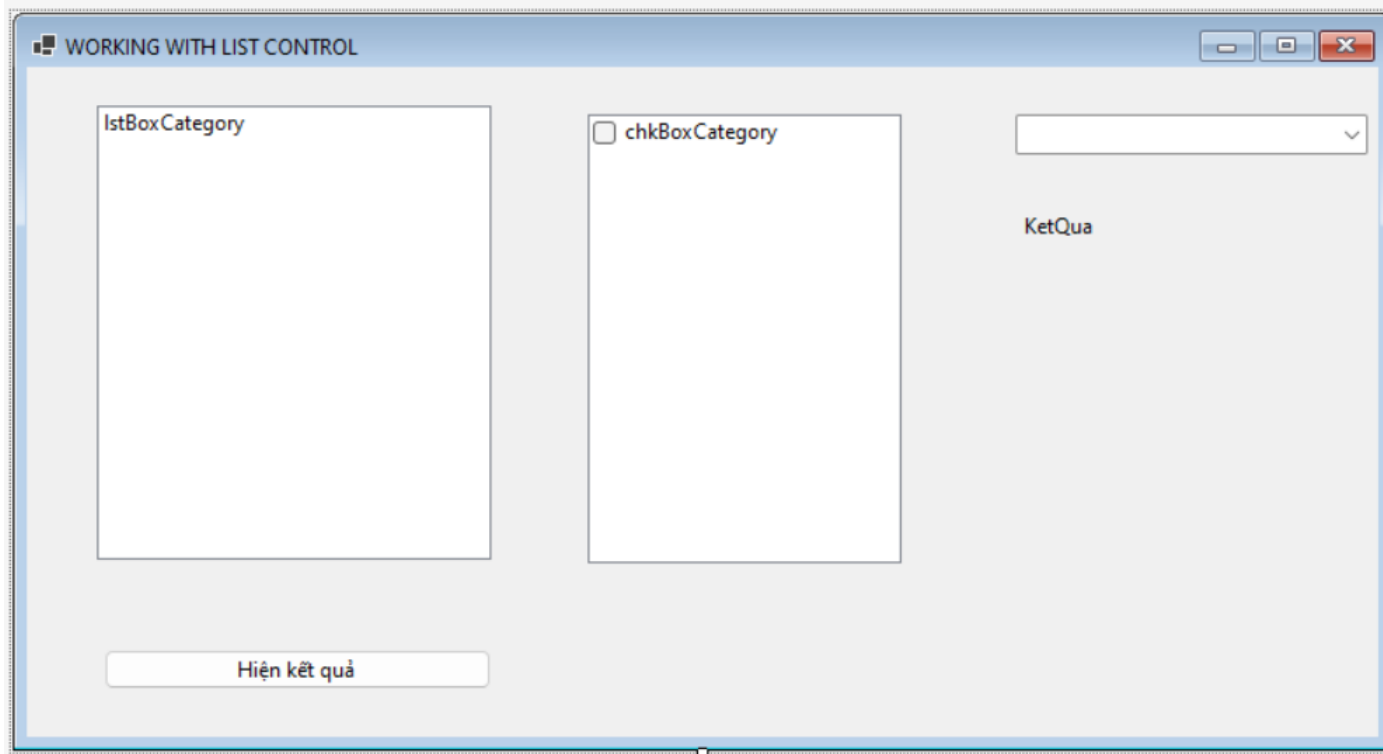 WORKING WITH LIST CONTROL
lstBoxCategory
chkBoxCategory
KetQua
Hiện kết quả